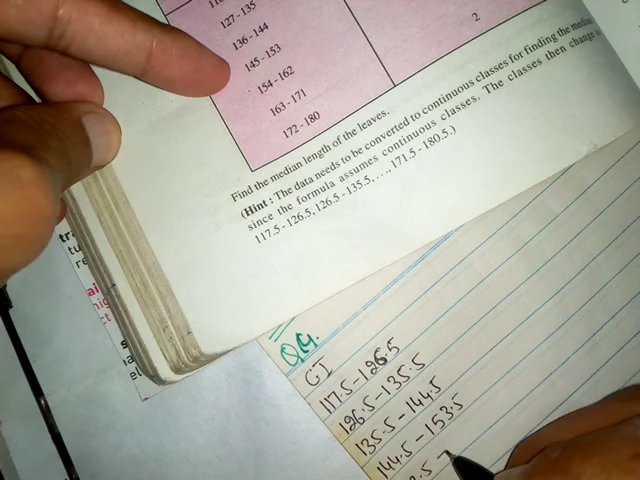 127-135
136-144
145-153
154-162
163-171
172-180
2
Find the median length of the leaves.
(Hint : The data needs to be converted to continuous classes for finding the
since the formula assumes continuous classes. The classes then change
117.5 - 126.5, 126.5 - 135.5, . . ., 171.5 - 180.5.)
Q4.
CI
117.5-126.5
126.5-135.5
135.5-144.5
144.5-153.5